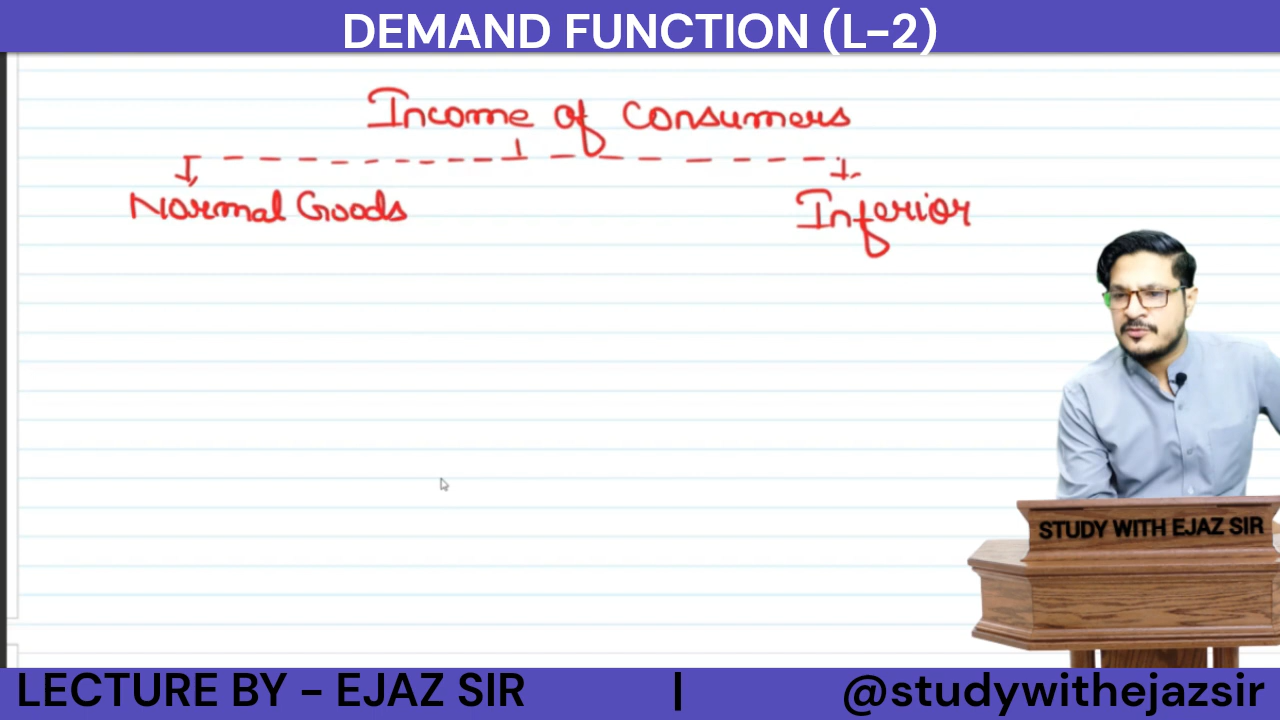 DEMAND FUNCTION (L-2)
Income of Consumers
Normal Goods
Inferior
STUDY WITH EJAZ SIR
LECTURE BY - EJAZ SIR | @studywithejazsir